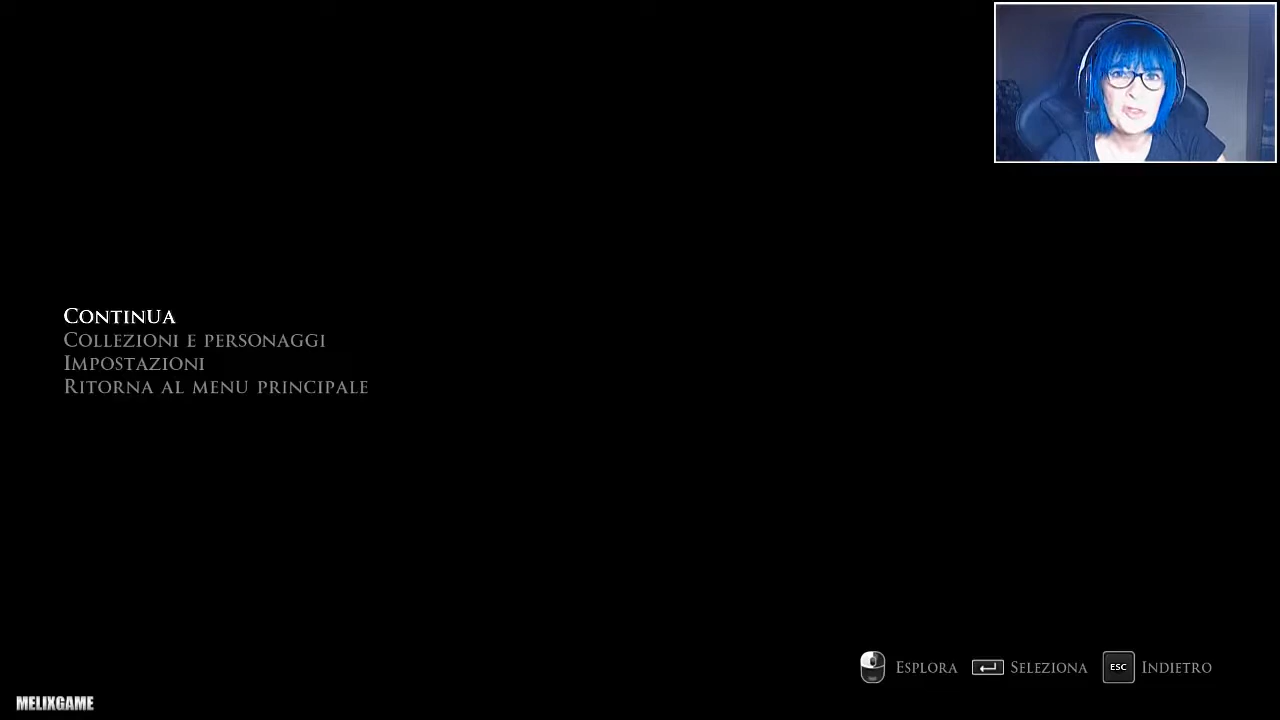 Continua
Collezioni e personaggi
Impostazioni
Ritorna al menu principale
Esplora Seleziona ESC Indietro
MELIXGAME